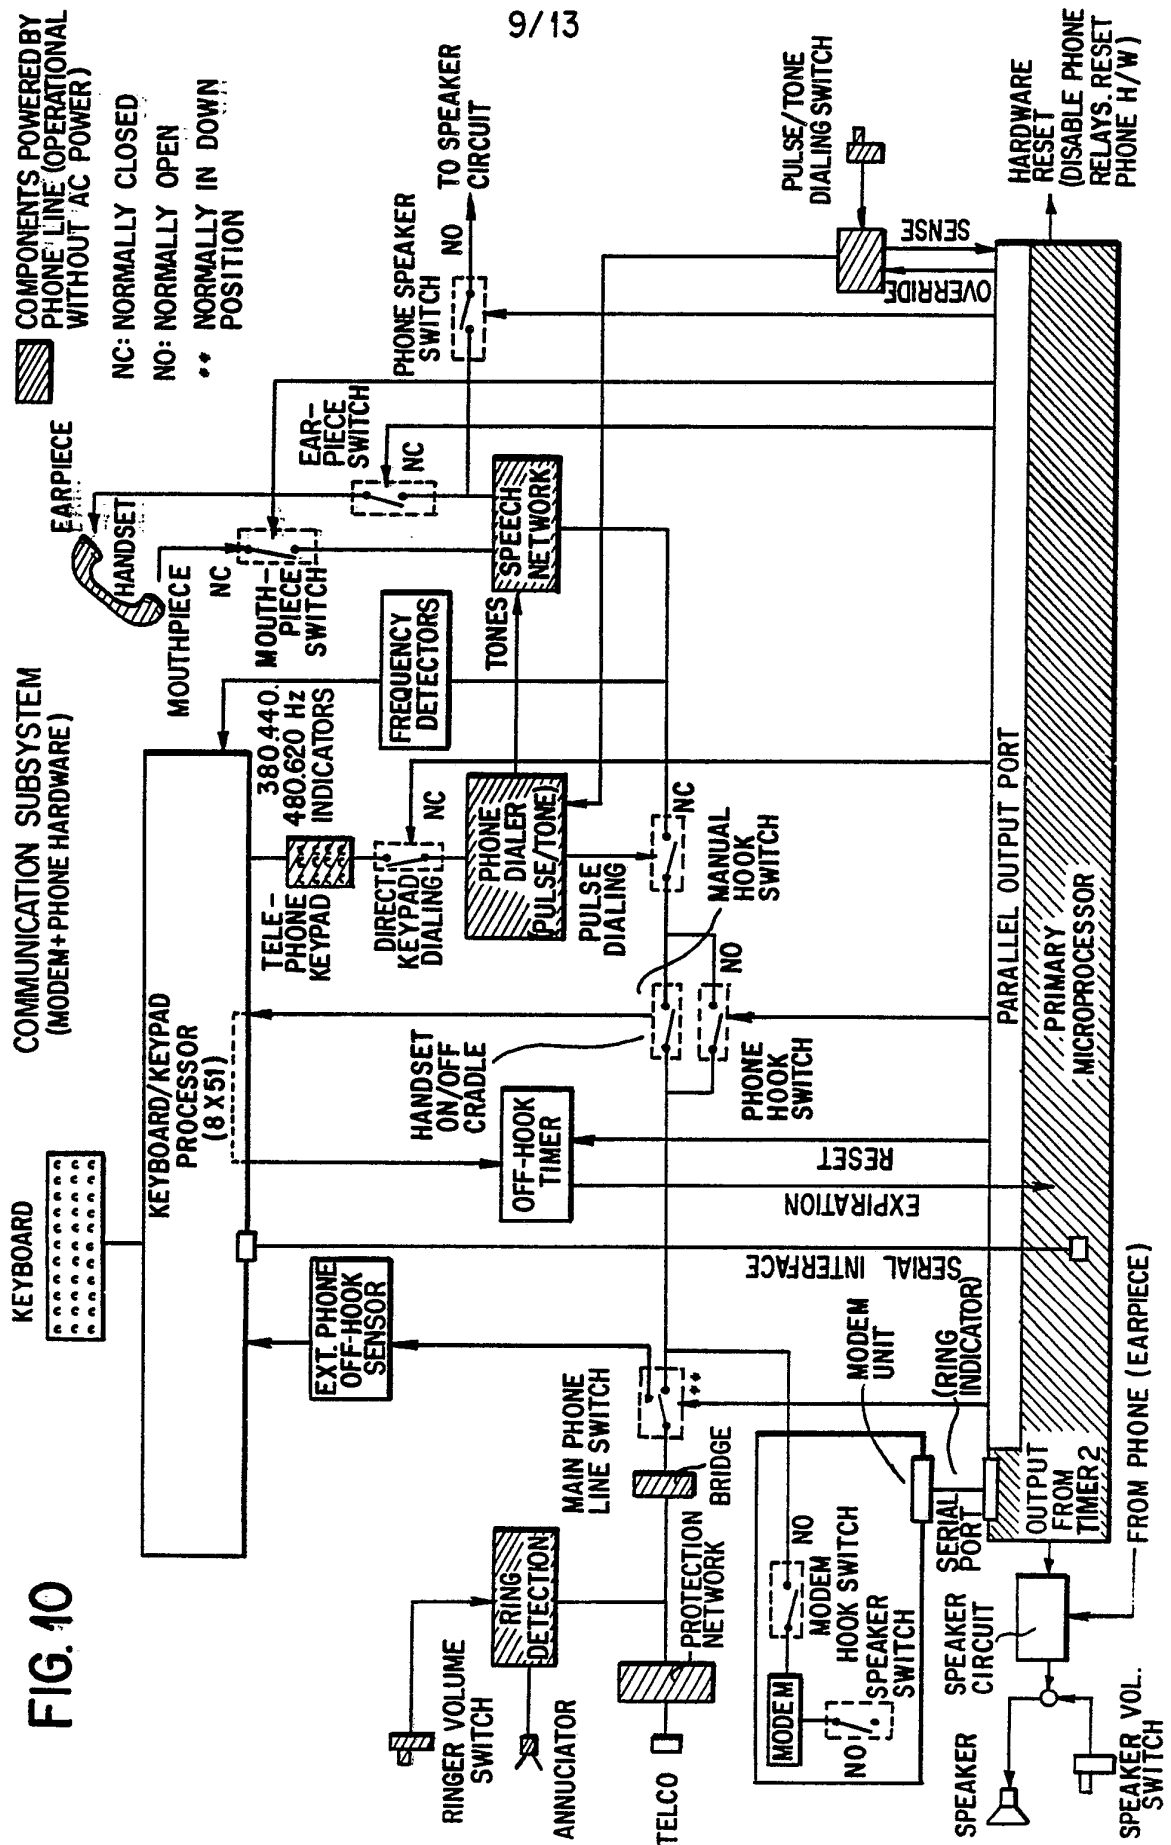 9/13
FIG. 10
COMMUNICATION SUBSYSTEM
(MODEM+PHONE HARDWARE)
COMPONENTS POWERED BY
PHONE LINE (OPERATIONAL
WITHOUT AC POWER)
NC: NORMALLY CLOSED
NO: NORMALLY OPEN
** NORMALLY IN DOWN
POSITION
KEYBOARD
KEYBOARD/KEYPAD
PROCESSOR
(8X51)
EARPIECE
HANDSET
MOUTHPIECE
NC
MOUTH-
PIECE
SWITCH
EAR-
PIECE
SWITCH
NC
PHONE SPEAKER
SWITCH
NO
TO SPEAKER
CIRCUIT
380.440.
480.620 Hz
INDICATORS
FREQUENCY
DETECTORS
TELE-
PHONE
KEYPAD
DIRECT
KEYPAD
DIALING
NC
PHONE
DIALER
(PULSE/TONE)
TONES
SPEECH
NETWORK
PULSE
DIALING
NC
MANUAL
HOOK
SWITCH
HANDSET
ON/OFF
CRADLE
NO
PHONE
HOOK
SWITCH
OFF-HOOK
TIMER
RESET
EXPIRATION
SERIAL INTERFACE
EXT. PHONE
OFF-HOOK
SENSOR
MAIN PHONE
LINE SWITCH
**
BRIDGE
RINGER VOLUME
SWITCH
RING
DETECTION
ANNUCIATOR
TELCO
PROTECTION
NETWORK
MODEM
NO
MODEM
HOOK SWITCH
SPEAKER
SWITCH
NO
MODEM
UNIT
(RING
INDICATOR)
SERIAL
PORT
PULSE/TONE
DIALING SWITCH
OVERRIDE
SENSE
PARALLEL OUTPUT PORT
PRIMARY
MICROPROCESSOR
OUTPUT
FROM
TIMER 2
HARDWARE
RESET
(DISABLE PHONE
RELAYS. RESET
PHONE H/W)
SPEAKER
CIRCUIT
SPEAKER
SPEAKER VOL.
SWITCH
FROM PHONE (EARPIECE)